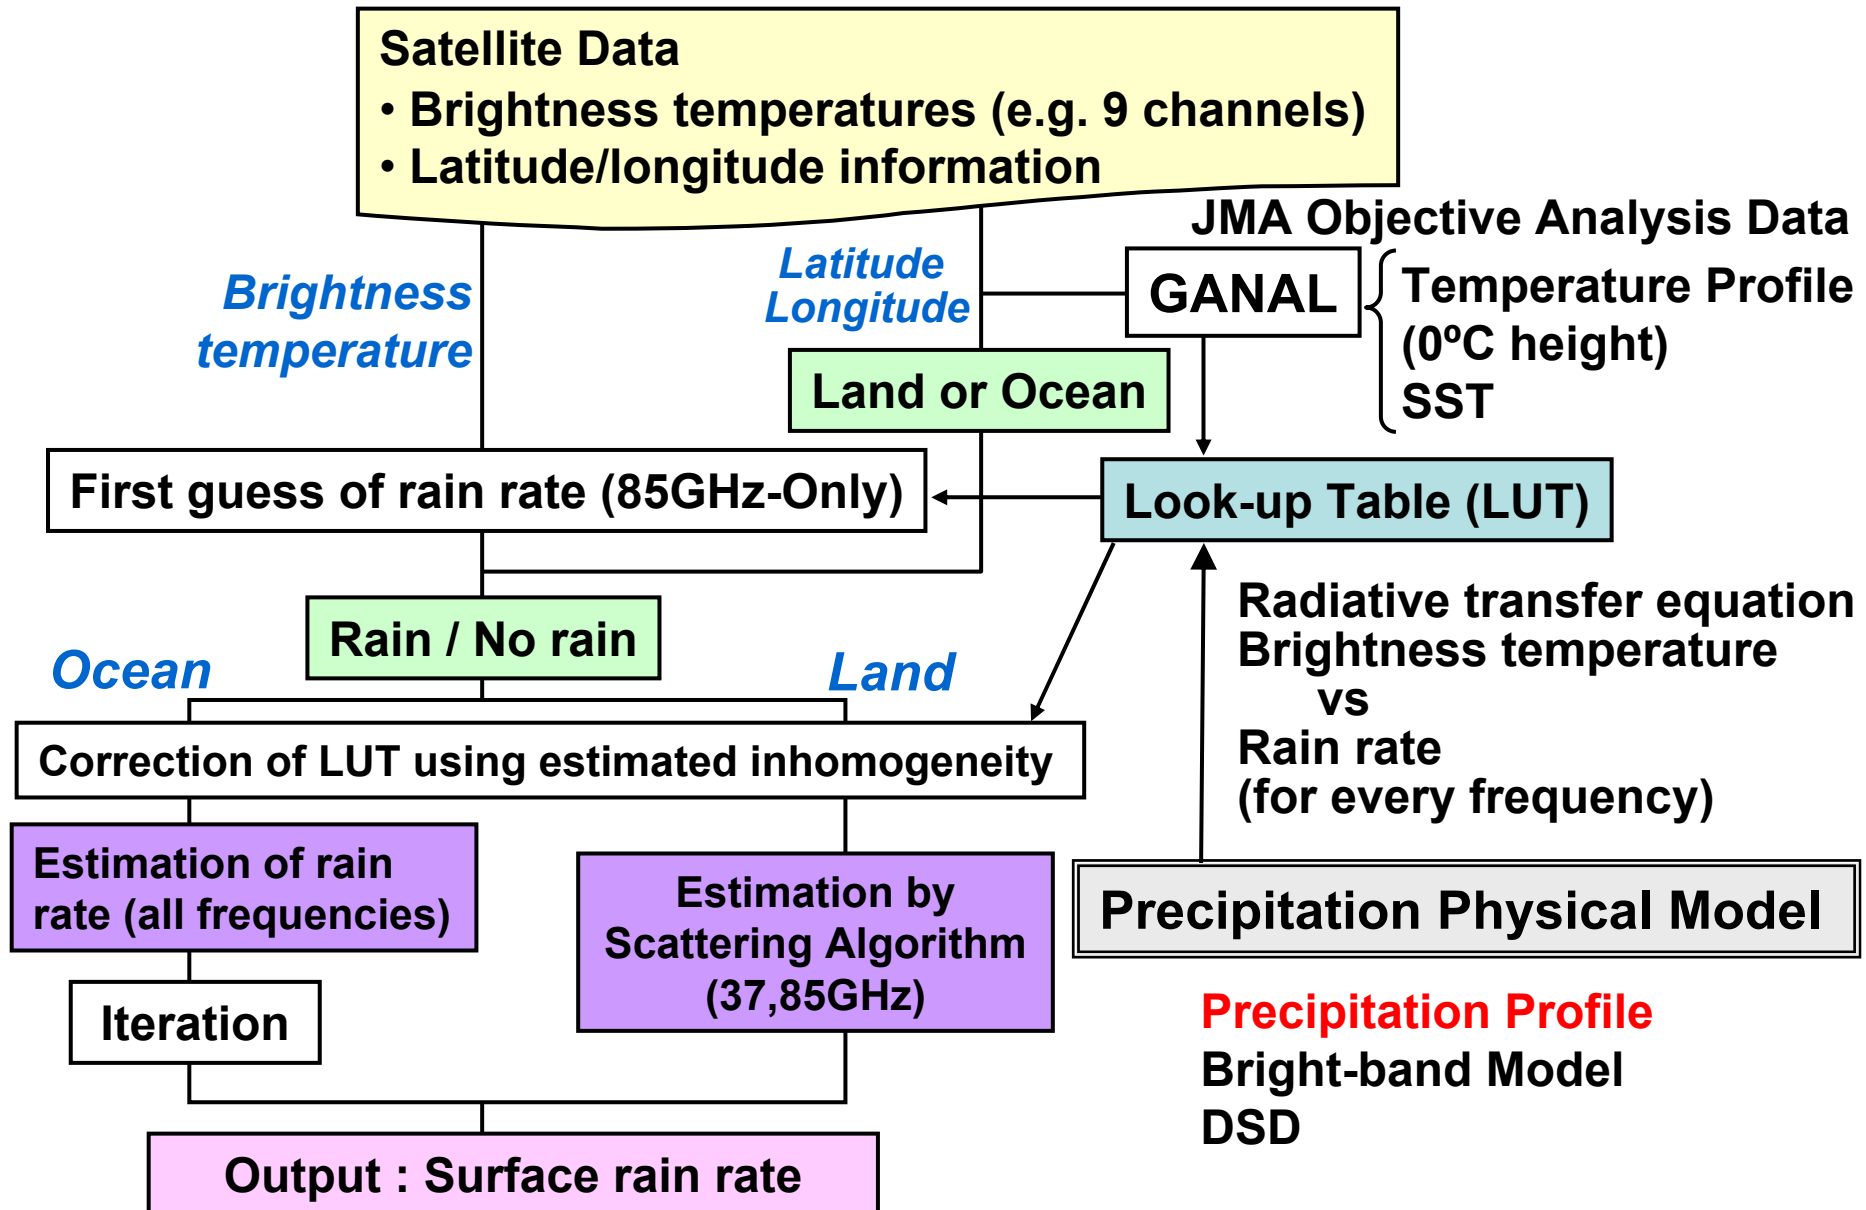 Satellite Data
• Brightness temperatures (e.g. 9 channels)
• Latitude/longitude information
JMA Objective Analysis Data
Brightness
temperature
Latitude
Longitude
GANAL
Temperature Profile
(0ºC height)
SST
Land or Ocean
First guess of rain rate (85GHz-Only)
Look-up Table (LUT)
Rain / No rain
Radiative transfer equation
Brightness temperature
vs
Rain rate
(for every frequency)
Ocean
Land
Correction of LUT using estimated inhomogeneity
Estimation of rain
rate (all frequencies)
Estimation by
Scattering Algorithm
(37,85GHz)
Precipitation Physical Model
Iteration
Precipitation Profile
Bright-band Model
DSD
Output : Surface rain rate